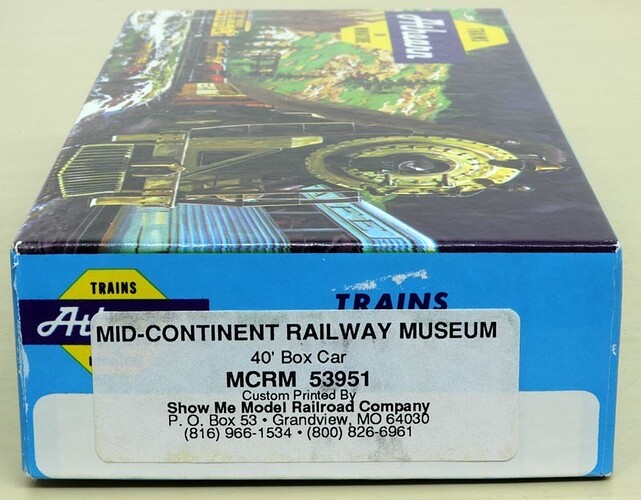 TRAINS
Athearn
TRAINS
TRAINS
MID-CONTINENT RAILWAY MUSEUM
40' Box Car
MCRM 53951
Custom Printed By
Show Me Model Railroad Company
P. O. Box 53 • Grandview, MO 64030
(816) 966-1534 • (800) 826-6961